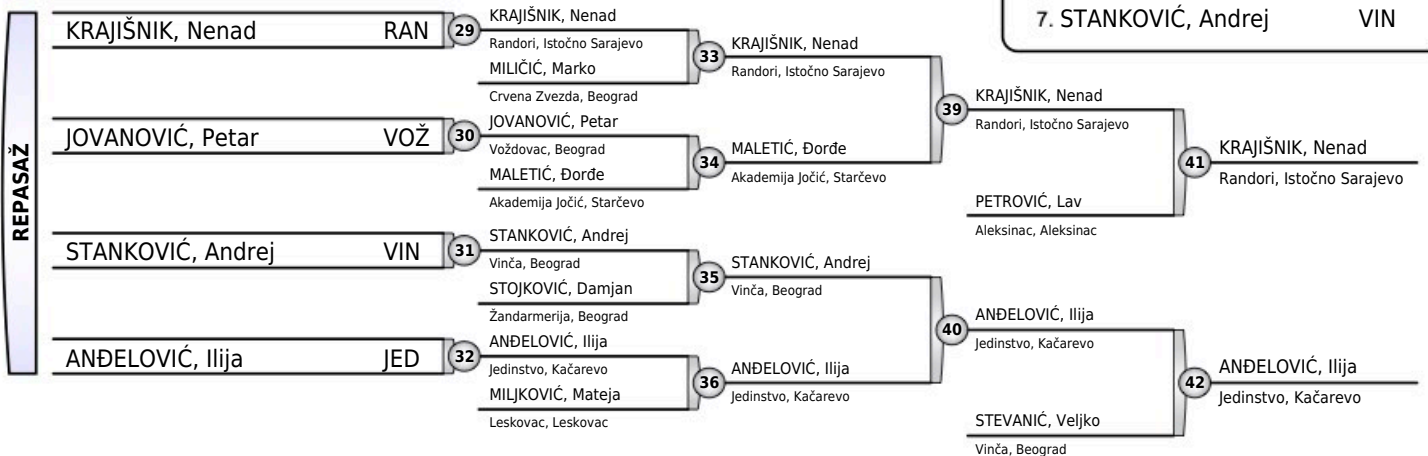 7. STANKOVIĆ, Andrej VIN
REPASAŽ
KRAJIŠNIK, Nenad RAN
29
KRAJIŠNIK, Nenad
Randori, Istočno Sarajevo
MILIČIĆ, Marko
Crvena Zvezda, Beograd
33
KRAJIŠNIK, Nenad
Randori, Istočno Sarajevo
JOVANOVIĆ, Petar VOŽ
30
JOVANOVIĆ, Petar
Voždovac, Beograd
MALETIĆ, Đorđe
Akademija Jočić, Starčevo
34
MALETIĆ, Đorđe
Akademija Jočić, Starčevo
39
KRAJIŠNIK, Nenad
Randori, Istočno Sarajevo
PETROVIĆ, Lav
Aleksinac, Aleksinac
41
KRAJIŠNIK, Nenad
Randori, Istočno Sarajevo
STANKOVIĆ, Andrej VIN
31
STANKOVIĆ, Andrej
Vinča, Beograd
STOJKOVIĆ, Damjan
Žandarmerija, Beograd
35
STANKOVIĆ, Andrej
Vinča, Beograd
ANĐELOVIĆ, Ilija JED
32
ANĐELOVIĆ, Ilija
Jedinstvo, Kačarevo
MILJKOVIĆ, Mateja
Leskovac, Leskovac
36
ANĐELOVIĆ, Ilija
Jedinstvo, Kačarevo
40
ANĐELOVIĆ, Ilija
Jedinstvo, Kačarevo
STEVANIĆ, Veljko
Vinča, Beograd
42
ANĐELOVIĆ, Ilija
Jedinstvo, Kačarevo